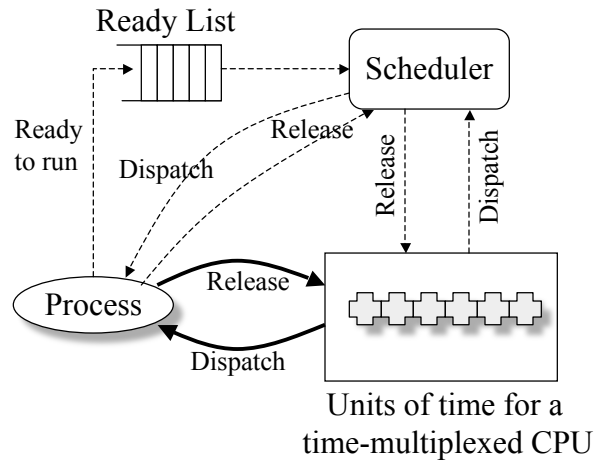 Ready List
Scheduler
Ready
to run
Release
Dispatch
Release
Dispatch
Process
Release
Dispatch
Units of time for a
time-multiplexed CPU